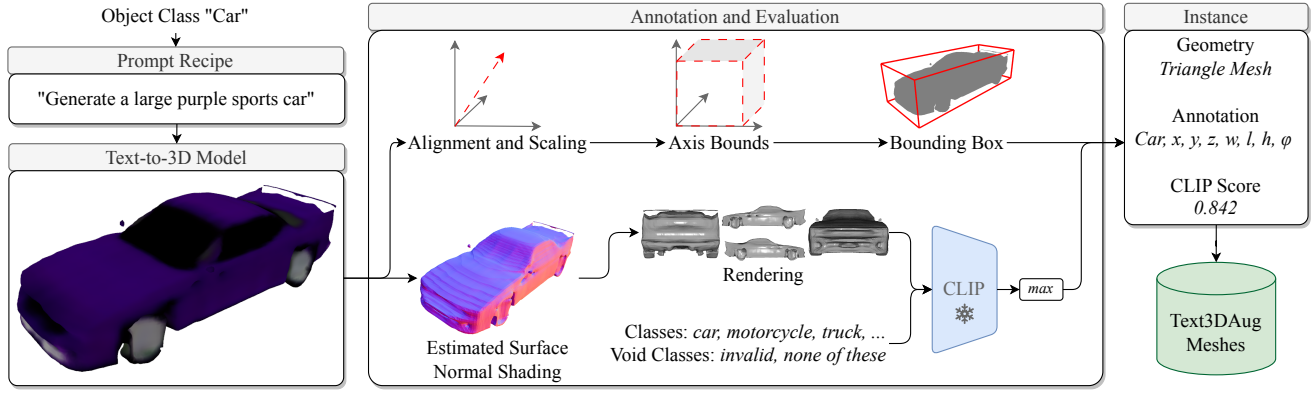 Object Class "Car"
Prompt Recipe
"Generate a large purple sports car"
Text-to-3D Model
Annotation and Evaluation
Alignment and Scaling
Axis Bounds
Bounding Box
Estimated Surface
Normal Shading
Rendering
Classes: car, motorcycle, truck, ...
Void Classes: invalid, none of these
CLIP
max
Instance
Geometry
Triangle Mesh
Annotation
Car, x, y, z, w, l, h, φ
CLIP Score
0.842
Text3DAug
Meshes